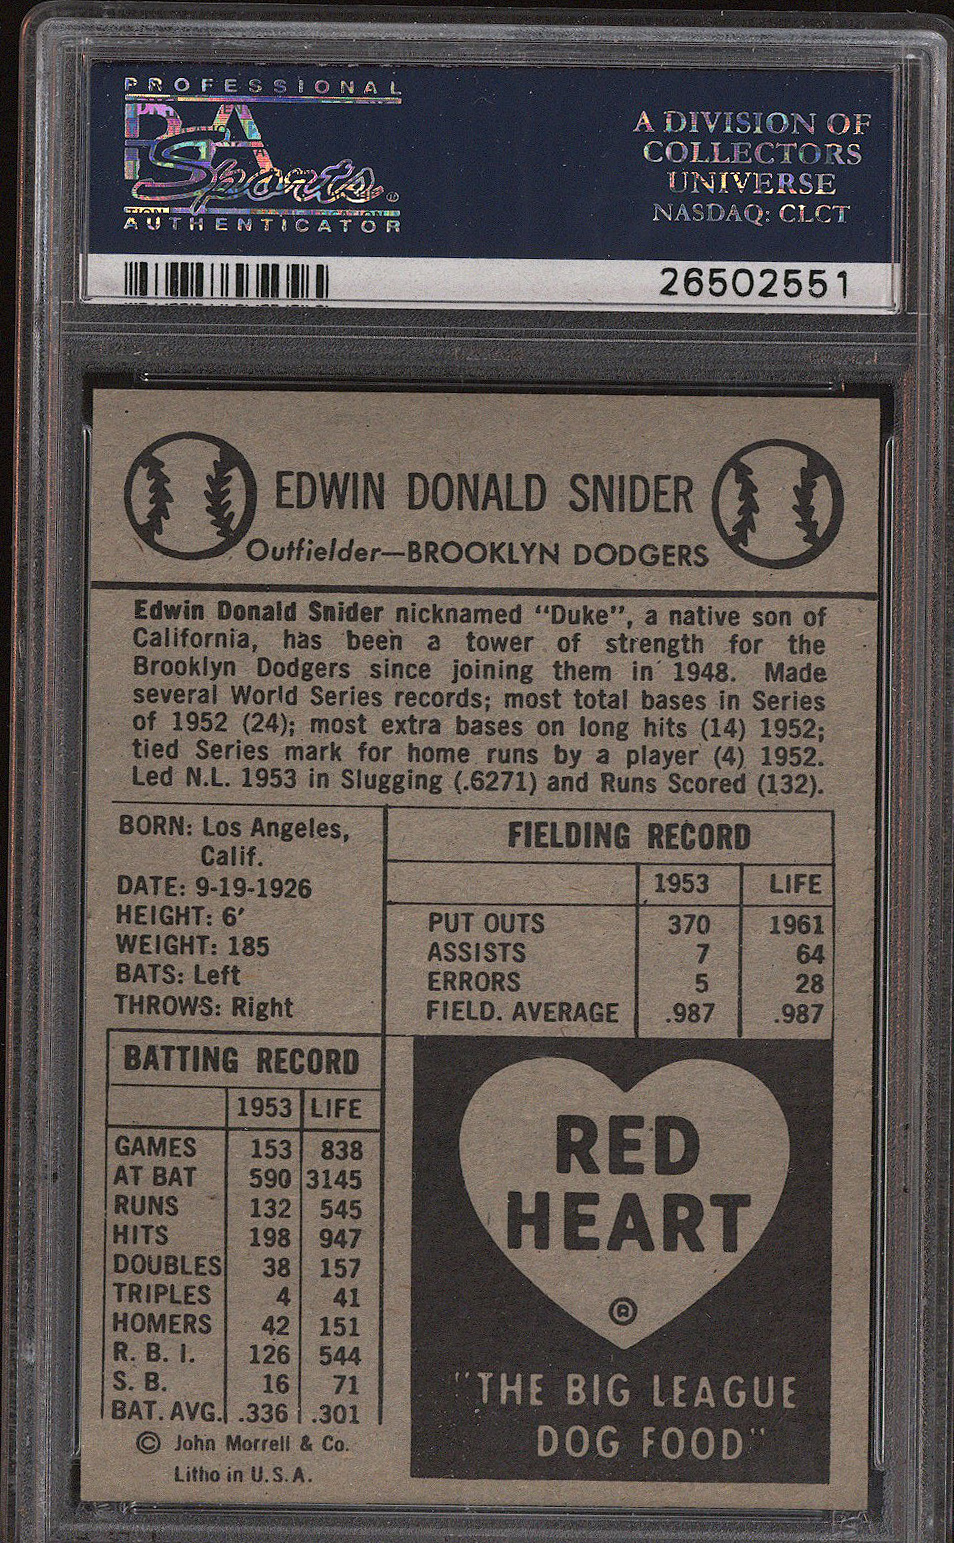 PROFESSIONAL
PSA
Sports®
AUTHENTICATOR
A DIVISION OF
COLLECTORS
UNIVERSE
NASDAQ: CLCT
26502551
EDWIN DONALD SNIDER
Outfielder—BROOKLYN DODGERS
Edwin Donald Snider nicknamed "Duke", a native son of
California, has been a tower of strength for the
Brooklyn Dodgers since joining them in 1948. Made
several World Series records; most total bases in Series
of 1952 (24); most extra bases on long hits (14) 1952;
tied Series mark for home runs by a player (4) 1952.
Led N.L. 1953 in Slugging (.6271) and Runs Scored (132).
BORN: Los Angeles,
Calif.
DATE: 9-19-1926
HEIGHT: 6'
WEIGHT: 185
BATS: Left
THROWS: Right
FIELDING RECORD
1953 LIFE
PUT OUTS 370 1961
ASSISTS 7 64
ERRORS 5 28
FIELD. AVERAGE .987 .987
BATTING RECORD
1953 LIFE
GAMES 153 838
AT BAT 590 3145
RUNS 132 545
HITS 198 947
DOUBLES 38 157
TRIPLES 4 41
HOMERS 42 151
R. B. I. 126 544
S. B. 16 71
BAT. AVG. .336 .301
© John Morrell & Co.
Litho in U.S.A.
RED
HEART
®
"THE BIG LEAGUE
DOG FOOD"